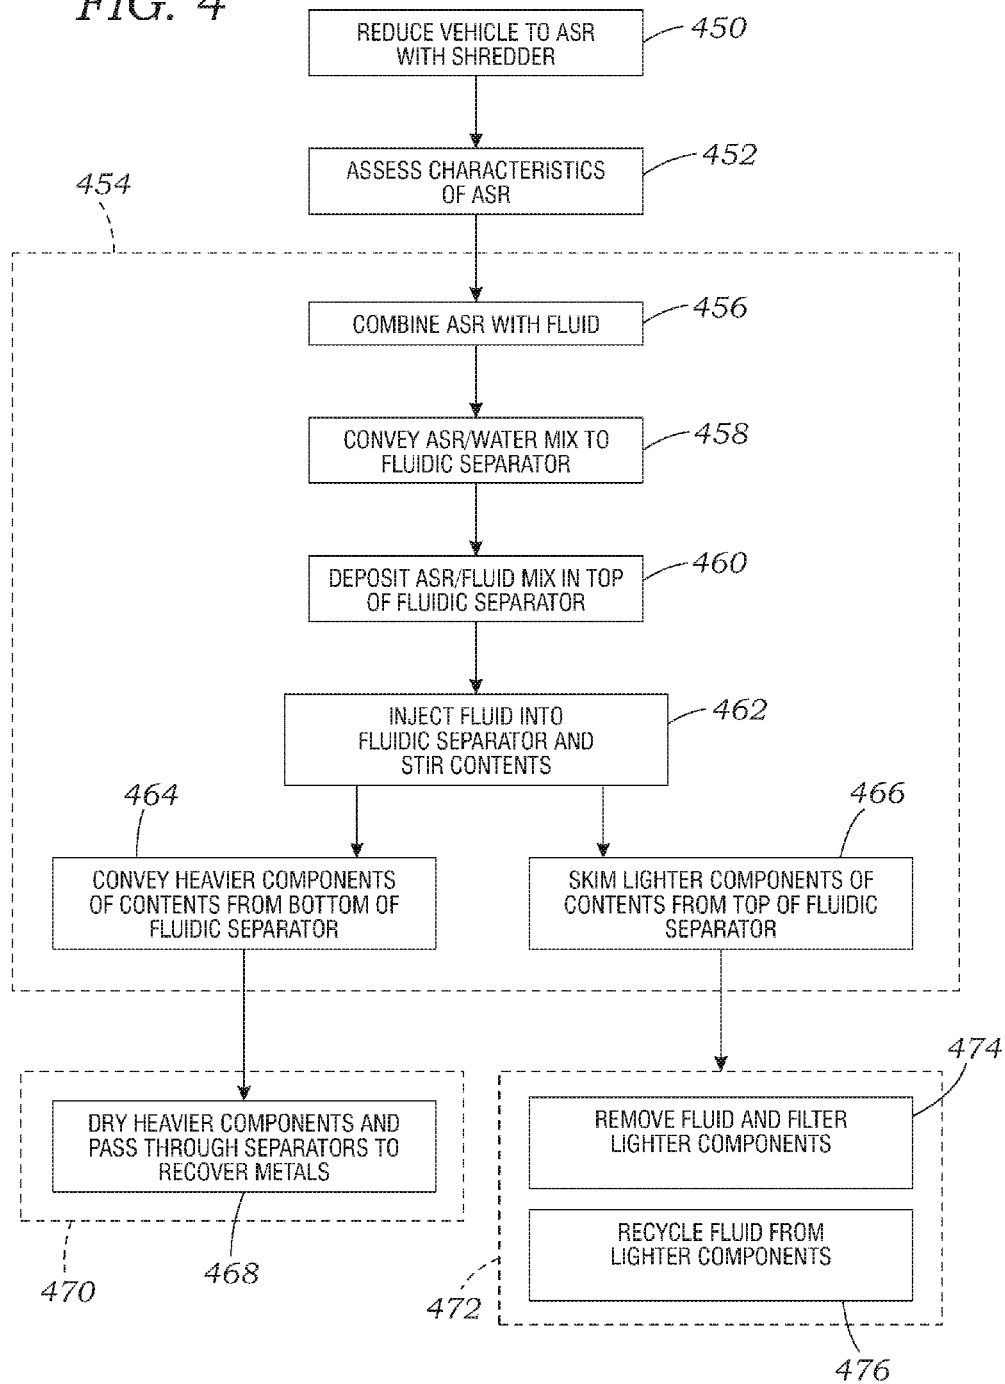 FIG. 4
REDUCE VEHICLE TO ASR
WITH SHREDDER
450
ASSESS CHARACTERISTICS
OF ASR
452
454
COMBINE ASR WITH FLUID
456
CONVEY ASR/WATER MIX TO
FLUIDIC SEPARATOR
458
DEPOSIT ASR/FLUID MIX IN TOP
OF FLUIDIC SEPARATOR
460
INJECT FLUID INTO
FLUIDIC SEPARATOR AND
STIR CONTENTS
462
464
CONVEY HEAVIER COMPONENTS
OF CONTENTS FROM BOTTOM OF
FLUIDIC SEPARATOR
466
SKIM LIGHTER COMPONENTS OF
CONTENTS FROM TOP OF FLUIDIC
SEPARATOR
DRY HEAVIER COMPONENTS AND
PASS THROUGH SEPARATORS TO
RECOVER METALS
468
470
474
REMOVE FLUID AND FILTER
LIGHTER COMPONENTS
RECYCLE FLUID FROM
LIGHTER COMPONENTS
472
476